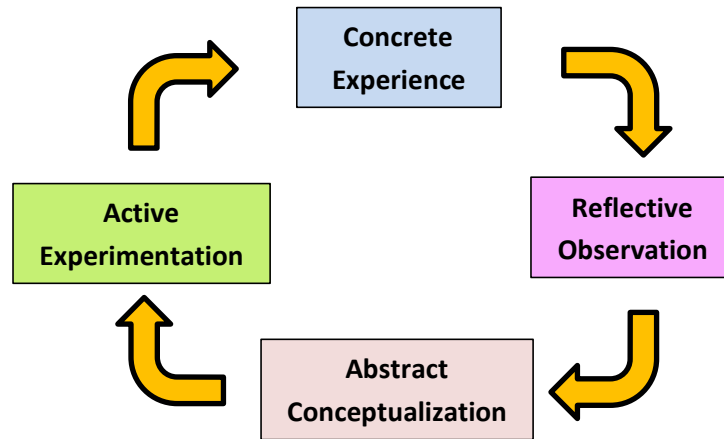 Concrete
Experience
Reflective
Observation
Abstract
Conceptualization
Active
Experimentation